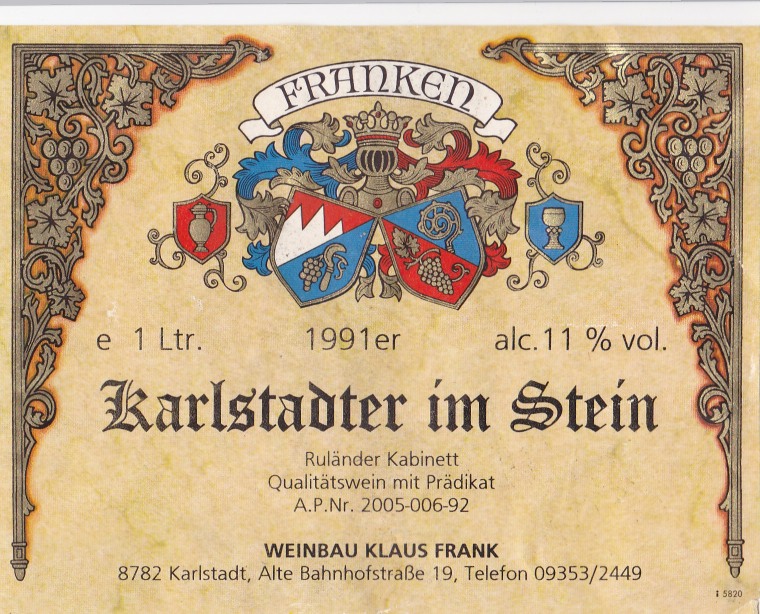 FRANKEN
e 1 Ltr. 1991er alc.11 % vol.
Karlstadter im Stein
Ruländer Kabinett
Qualitätswein mit Prädikat
A.P.Nr. 2005-006-92
WEINBAU KLAUS FRANK
8782 Karlstadt, Alte Bahnhofstraße 19, Telefon 09353/2449
5820